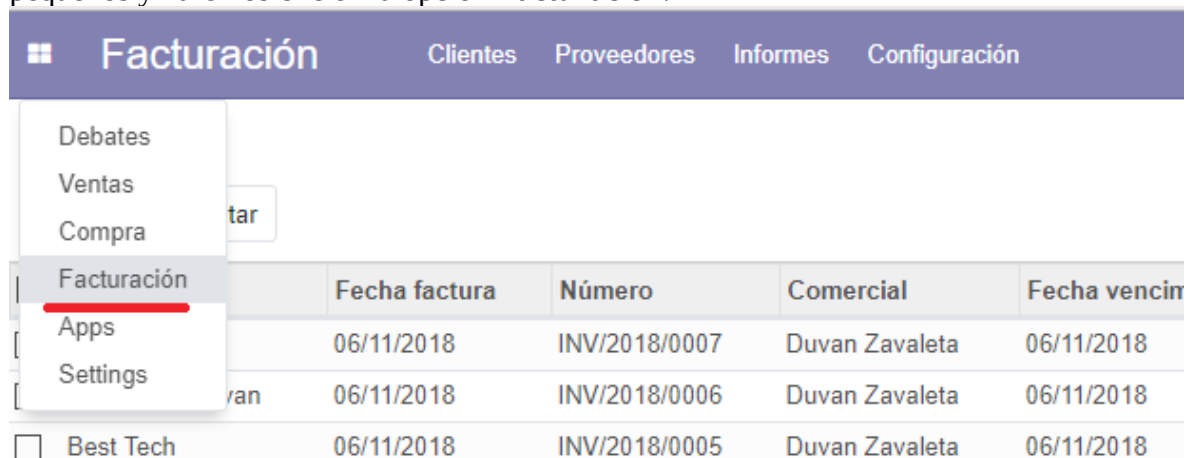 Facturación Clientes Proveedores Informes Configuración
Debates
Ventas
tar
Compra
Facturación
Apps
Settings
Fecha factura Número Comercial Fecha vencim
06/11/2018 INV/2018/0007 Duvan Zavaleta 06/11/2018
van 06/11/2018 INV/2018/0006 Duvan Zavaleta 06/11/2018
Best Tech 06/11/2018 INV/2018/0005 Duvan Zavaleta 06/11/2018